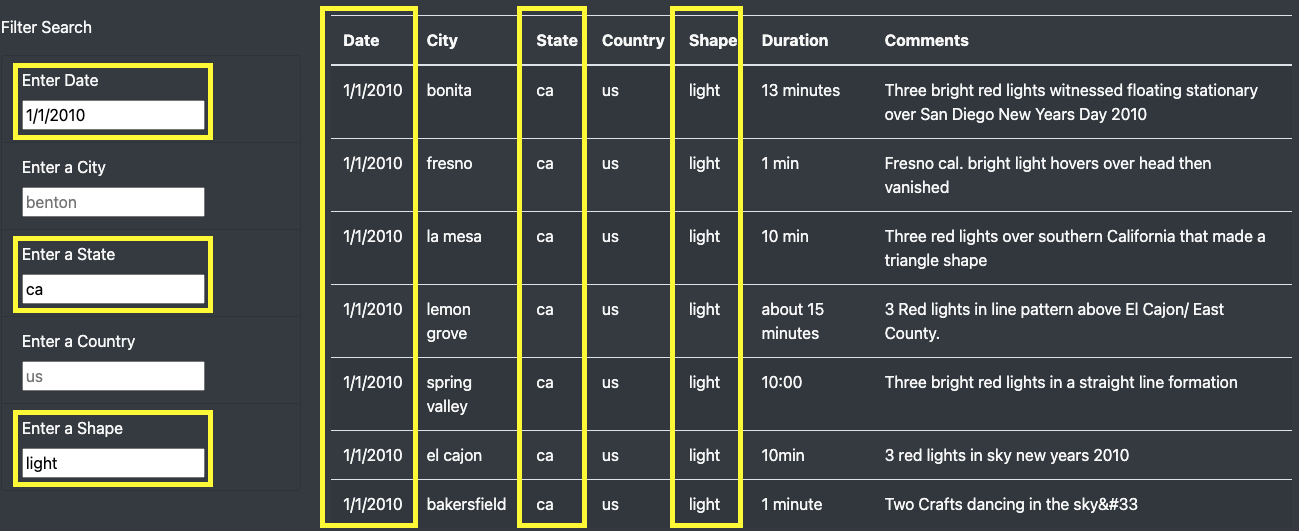 Filter Search
Enter Date
1/1/2010
Enter a City
benton
Enter a State
ca
Enter a Country
us
Enter a Shape
light
Date City State Country Shape Duration Comments
1/1/2010 bonita ca us light 13 minutes Three bright red lights witnessed floating stationary
over San Diego New Years Day 2010
1/1/2010 fresno ca us light 1 min Fresno cal. bright light hovers over head then
vanished
1/1/2010 la mesa ca us light 10 min Three red lights over southern California that made a
triangle shape
1/1/2010 lemon ca us light about 15 3 Red lights in line pattern above El Cajon/ East
grove minutes County.
1/1/2010 spring ca us light 10:00 Three bright red lights in a straight line formation
valley
1/1/2010 el cajon ca us light 10min 3 red lights in sky new years 2010
1/1/2010 bakersfield ca us light 1 minute Two Crafts dancing in the sky&#33